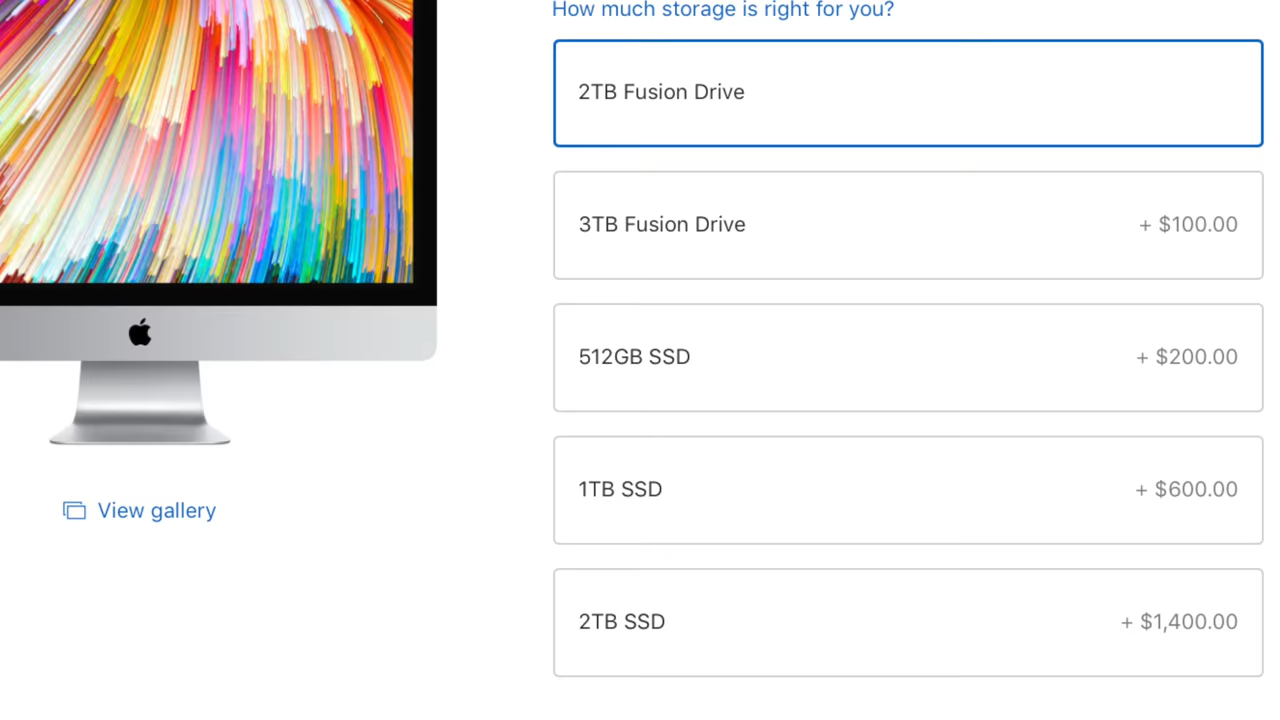 How much storage is right for you?
2TB Fusion Drive
3TB Fusion Drive + $100.00
512GB SSD + $200.00
1TB SSD + $600.00
2TB SSD + $1,400.00
View gallery